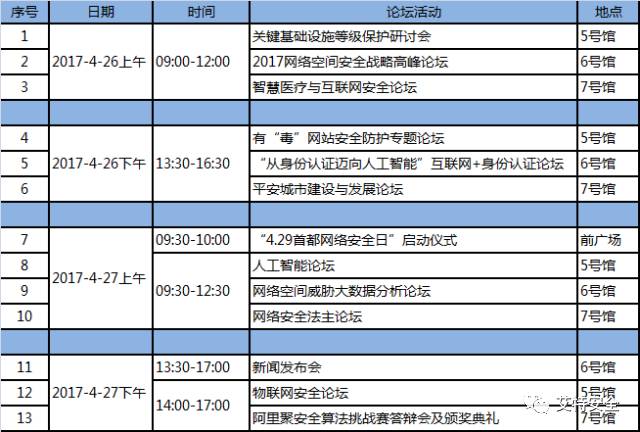 序号 日期 时间 论坛活动 地点
1 2017-4-26上午 09:00-12:00 关键基础设施等级保护研讨会 5号馆
2 2017网络空间安全战略高峰论坛 6号馆
3 智慧医疗与互联网安全论坛 7号馆
4 2017-4-26下午 13:30-16:30 有“毒”网站安全防护专题论坛 5号馆
5 “从身份认证迈向人工智能”互联网+身份认证论坛 6号馆
6 平安城市建设与发展论坛 7号馆
7 2017-4-27上午 09:30-10:00 “4.29首都网络安全日”启动仪式 前广场
8 09:30-12:30 人工智能论坛 5号馆
9 网络空间威胁大数据分析论坛 6号馆
10 网络安全法主论坛 7号馆
11 2017-4-27下午 13:30-17:00 新闻发布会 6号馆
12 14:00-17:00 物联网安全论坛 5号馆
13 阿里聚安全算法挑战赛答辩会及颁奖典礼 7号馆
艾特安全